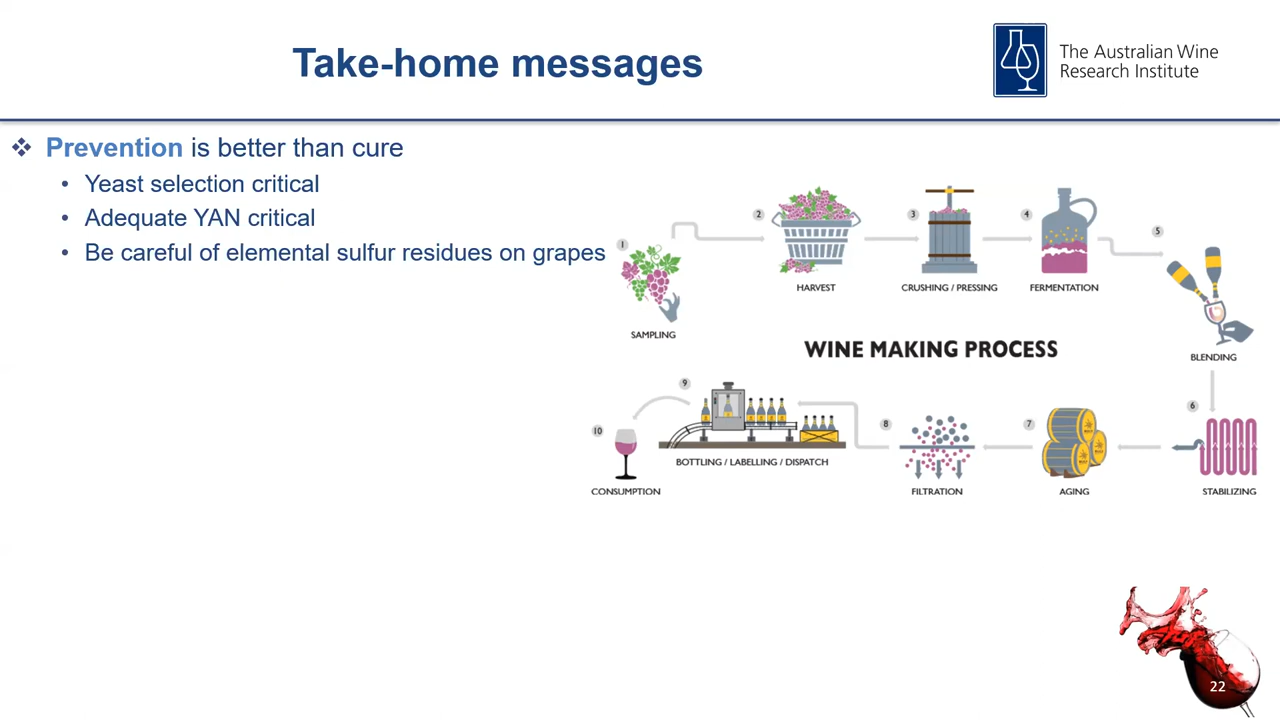 Take-home messages
The Australian Wine
Research Institute
❖ Prevention is better than cure
• Yeast selection critical
• Adequate YAN critical
• Be careful of elemental sulfur residues on grapes
1
SAMPLING
2
HARVEST
3
CRUSHING / PRESSING
4
FERMENTATION
5
BLENDING
WINE MAKING PROCESS
6
STABILIZING
7
AGING
8
FILTRATION
9
BOTTLING / LABELLING / DISPATCH
10
CONSUMPTION
22